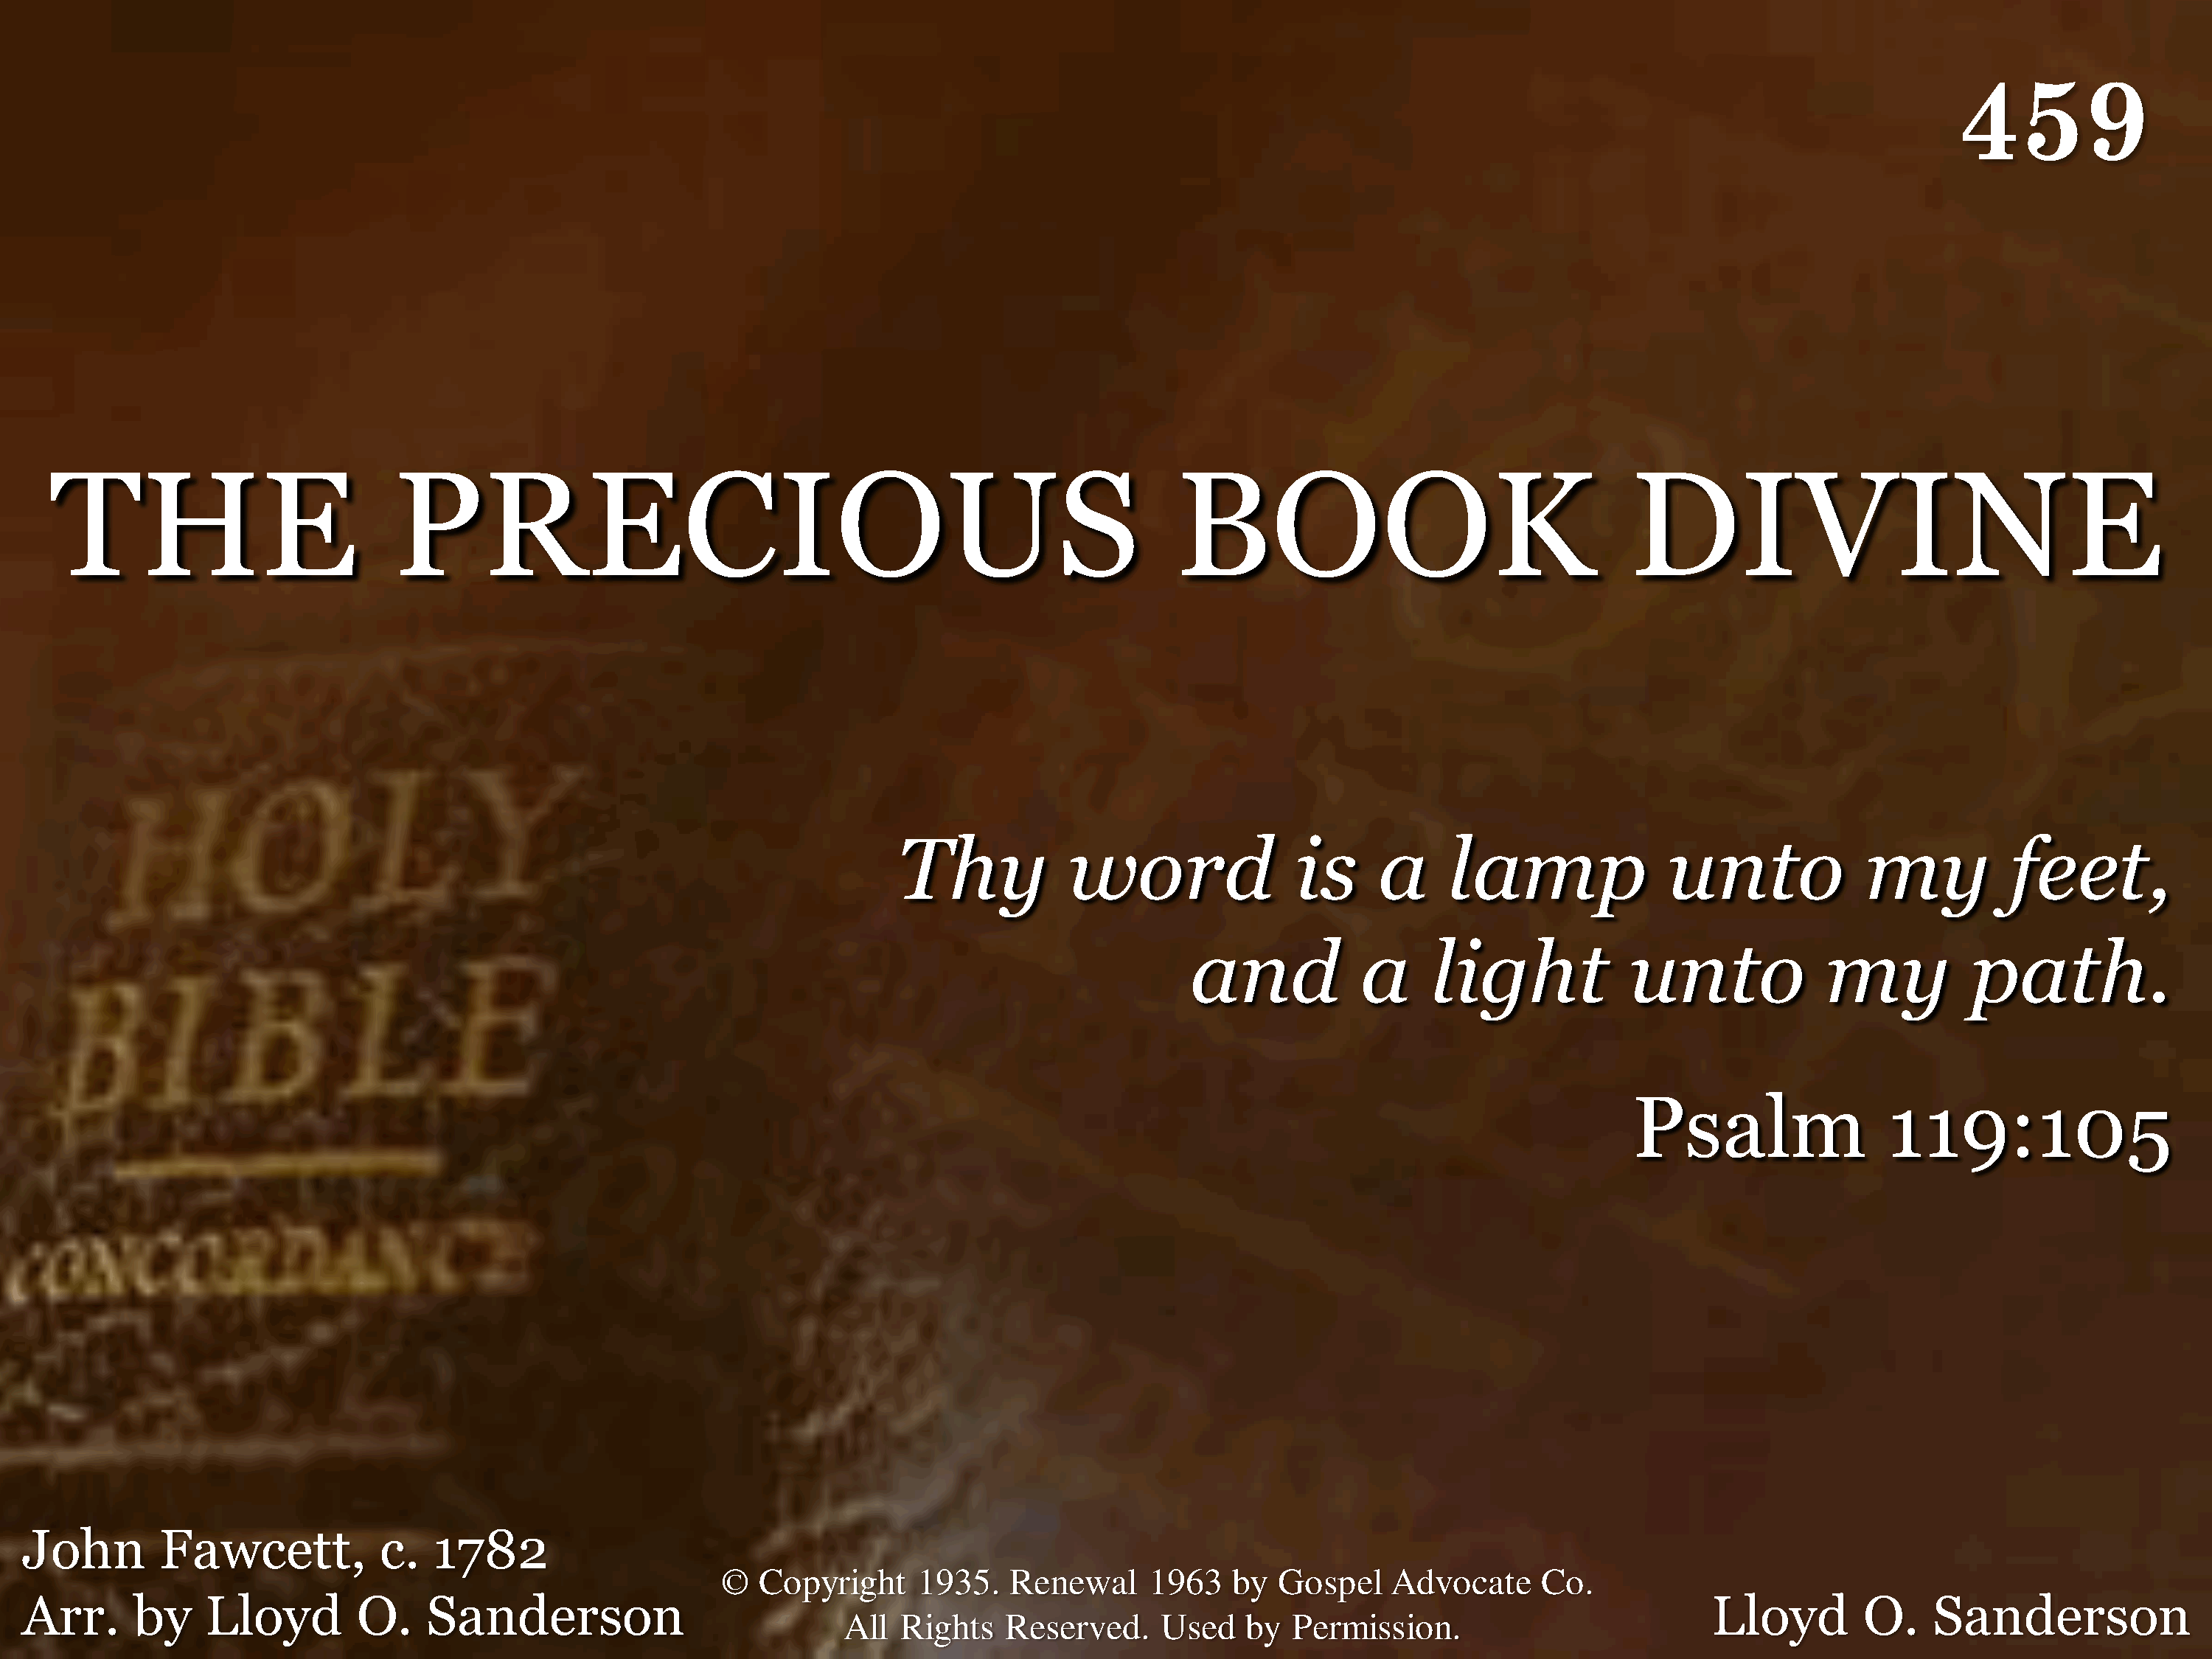 459
THE PRECIOUS BOOK DIVINE
HOLY
BIBLE
CONCORDANCE
Thy word is a lamp unto my feet,
and a light unto my path.
Psalm 119:105
John Fawcett, c. 1782
Arr. by Lloyd O. Sanderson
© Copyright 1935. Renewal 1963 by Gospel Advocate Co.
All Rights Reserved. Used by Permission.
Lloyd O. Sanderson